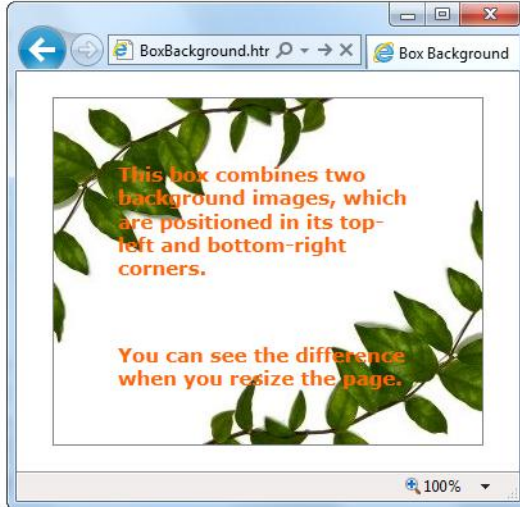 BoxBackground.htr
Box Background
This box combines two
background images, which
are positioned in its top-
left and bottom-right
corners.
You can see the difference
when you resize the page.
100%